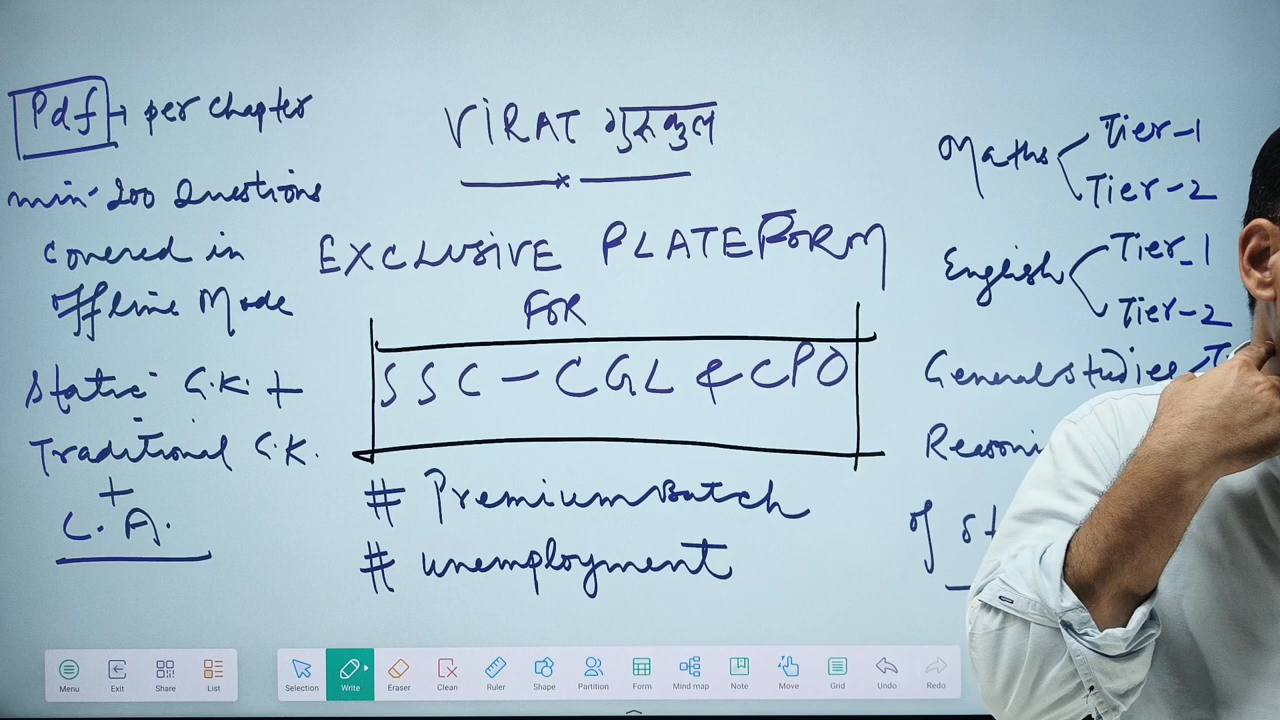 Pdf → per chapter
min. 200 Questions
Covered in
Offline Mode
Static G.K. +
Traditional G.K.
+
C.A.
VIRAT गुरुकुल
EXCLUSIVE PLATEFORM
FOR
SSC - CGL & CPO
# Premium Batch
# unemployment
Maths
Tier-1
Tier-2
English
Tier-1
Tier-2
General studies
Reasoni
of
Menu
Exit
Share
List
Selection
Write
Eraser
Clean
Ruler
Shape
Partition
Form
Mind map
Note
Move
Grid
Undo
Redo